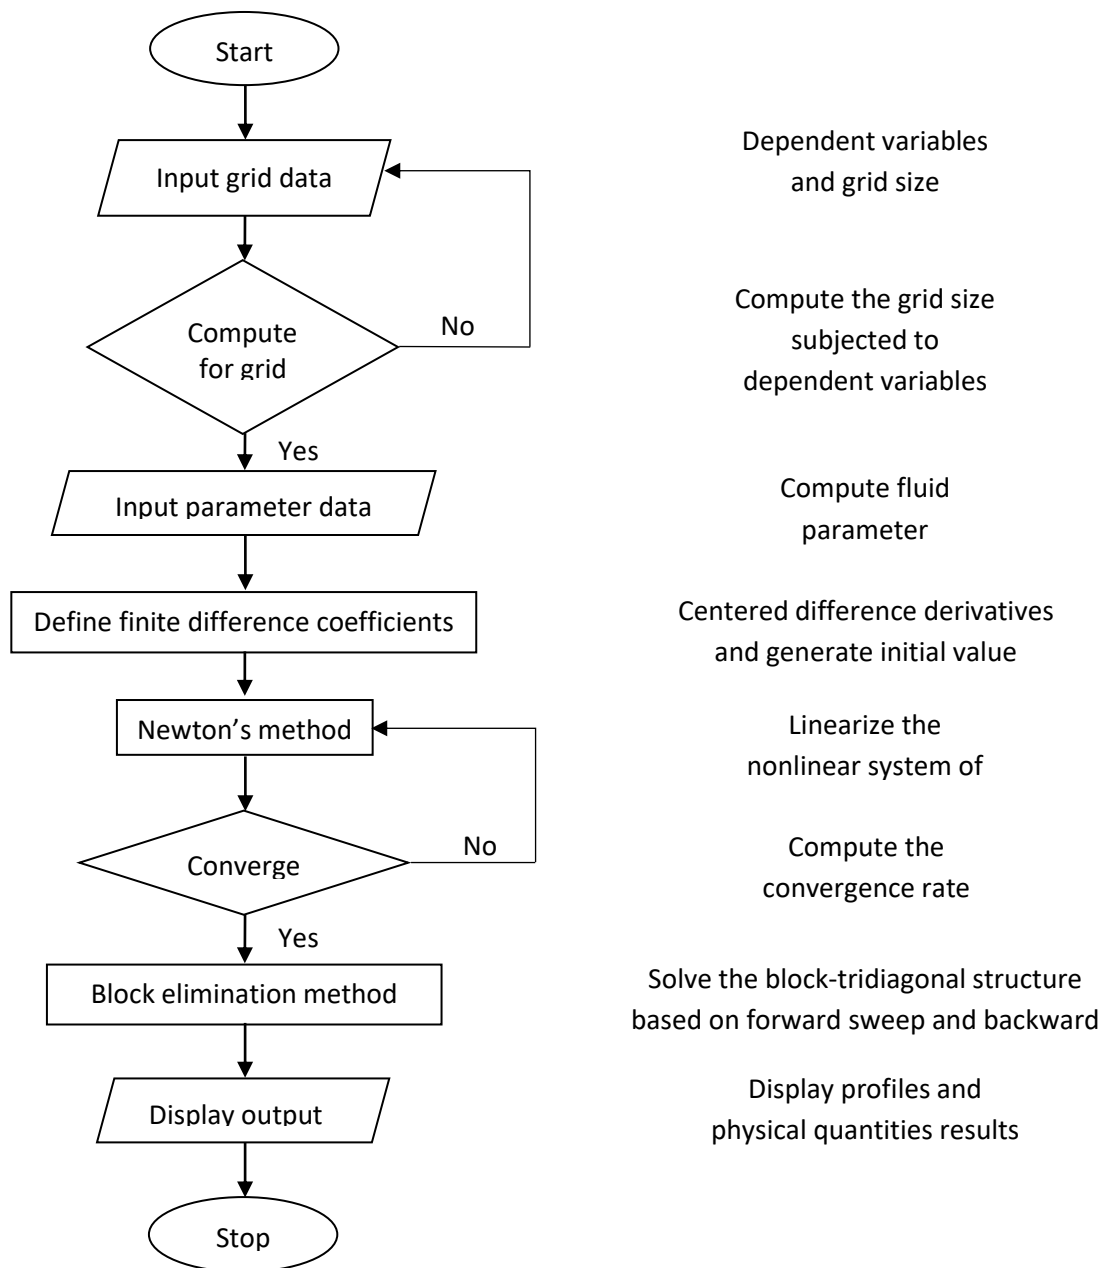 Start
Input grid data
Dependent variables
and grid size
Compute
for grid
No
Compute the grid size
subjected to
dependent variables
Yes
Input parameter data
Compute fluid
parameter
Define finite difference coefficients
Centered difference derivatives
and generate initial value
Newton’s method
Linearize the
nonlinear system of
Converge
No
Compute the
convergence rate
Yes
Block elimination method
Solve the block-tridiagonal structure
based on forward sweep and backward
Display output
Display profiles and
physical quantities results
Stop